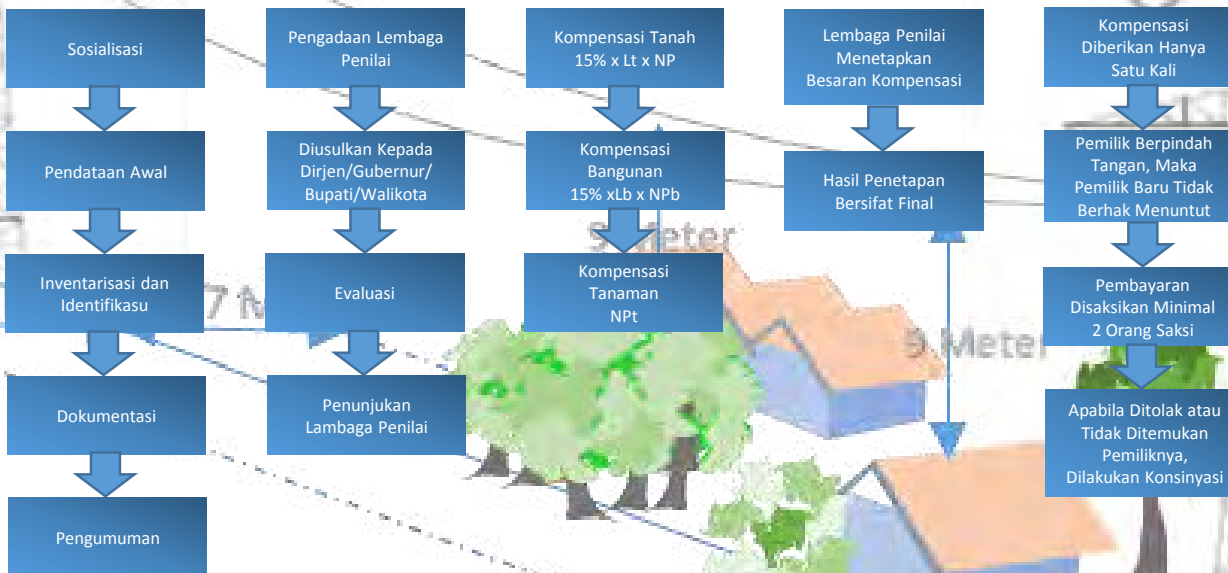 Sosialisasi
Pendataan Awal
Inventarisasi dan
Identifikasu
Dokumentasi
Pengumuman
Pengadaan Lembaga
Penilai
Diusulkan Kepada
Dirjen/Gubernur/
Bupati/Walikota
Evaluasi
Penunjukan
Lambaga Penilai
Kompensasi Tanah
15% x Lt x NP
Kompensasi
Bangunan
15% xLb x NPb
Kompensasi
Tanaman
NPt
Lembaga Penilai
Menetapkan
Besaran Kompensasi
Hasil Penetapan
Bersifat Final
Kompensasi
Diberikan Hanya
Satu Kali
Pemilik Berpindah
Tangan, Maka
Pemilik Baru Tidak
Berhak Menuntut
Pembayaran
Disaksikan Minimal
2 Orang Saksi
Apabila Ditolak atau
Tidak Ditemukan
Pemiliknya,
Dilakukan Konsinyasi
9 Meter
7 M
9 Meter